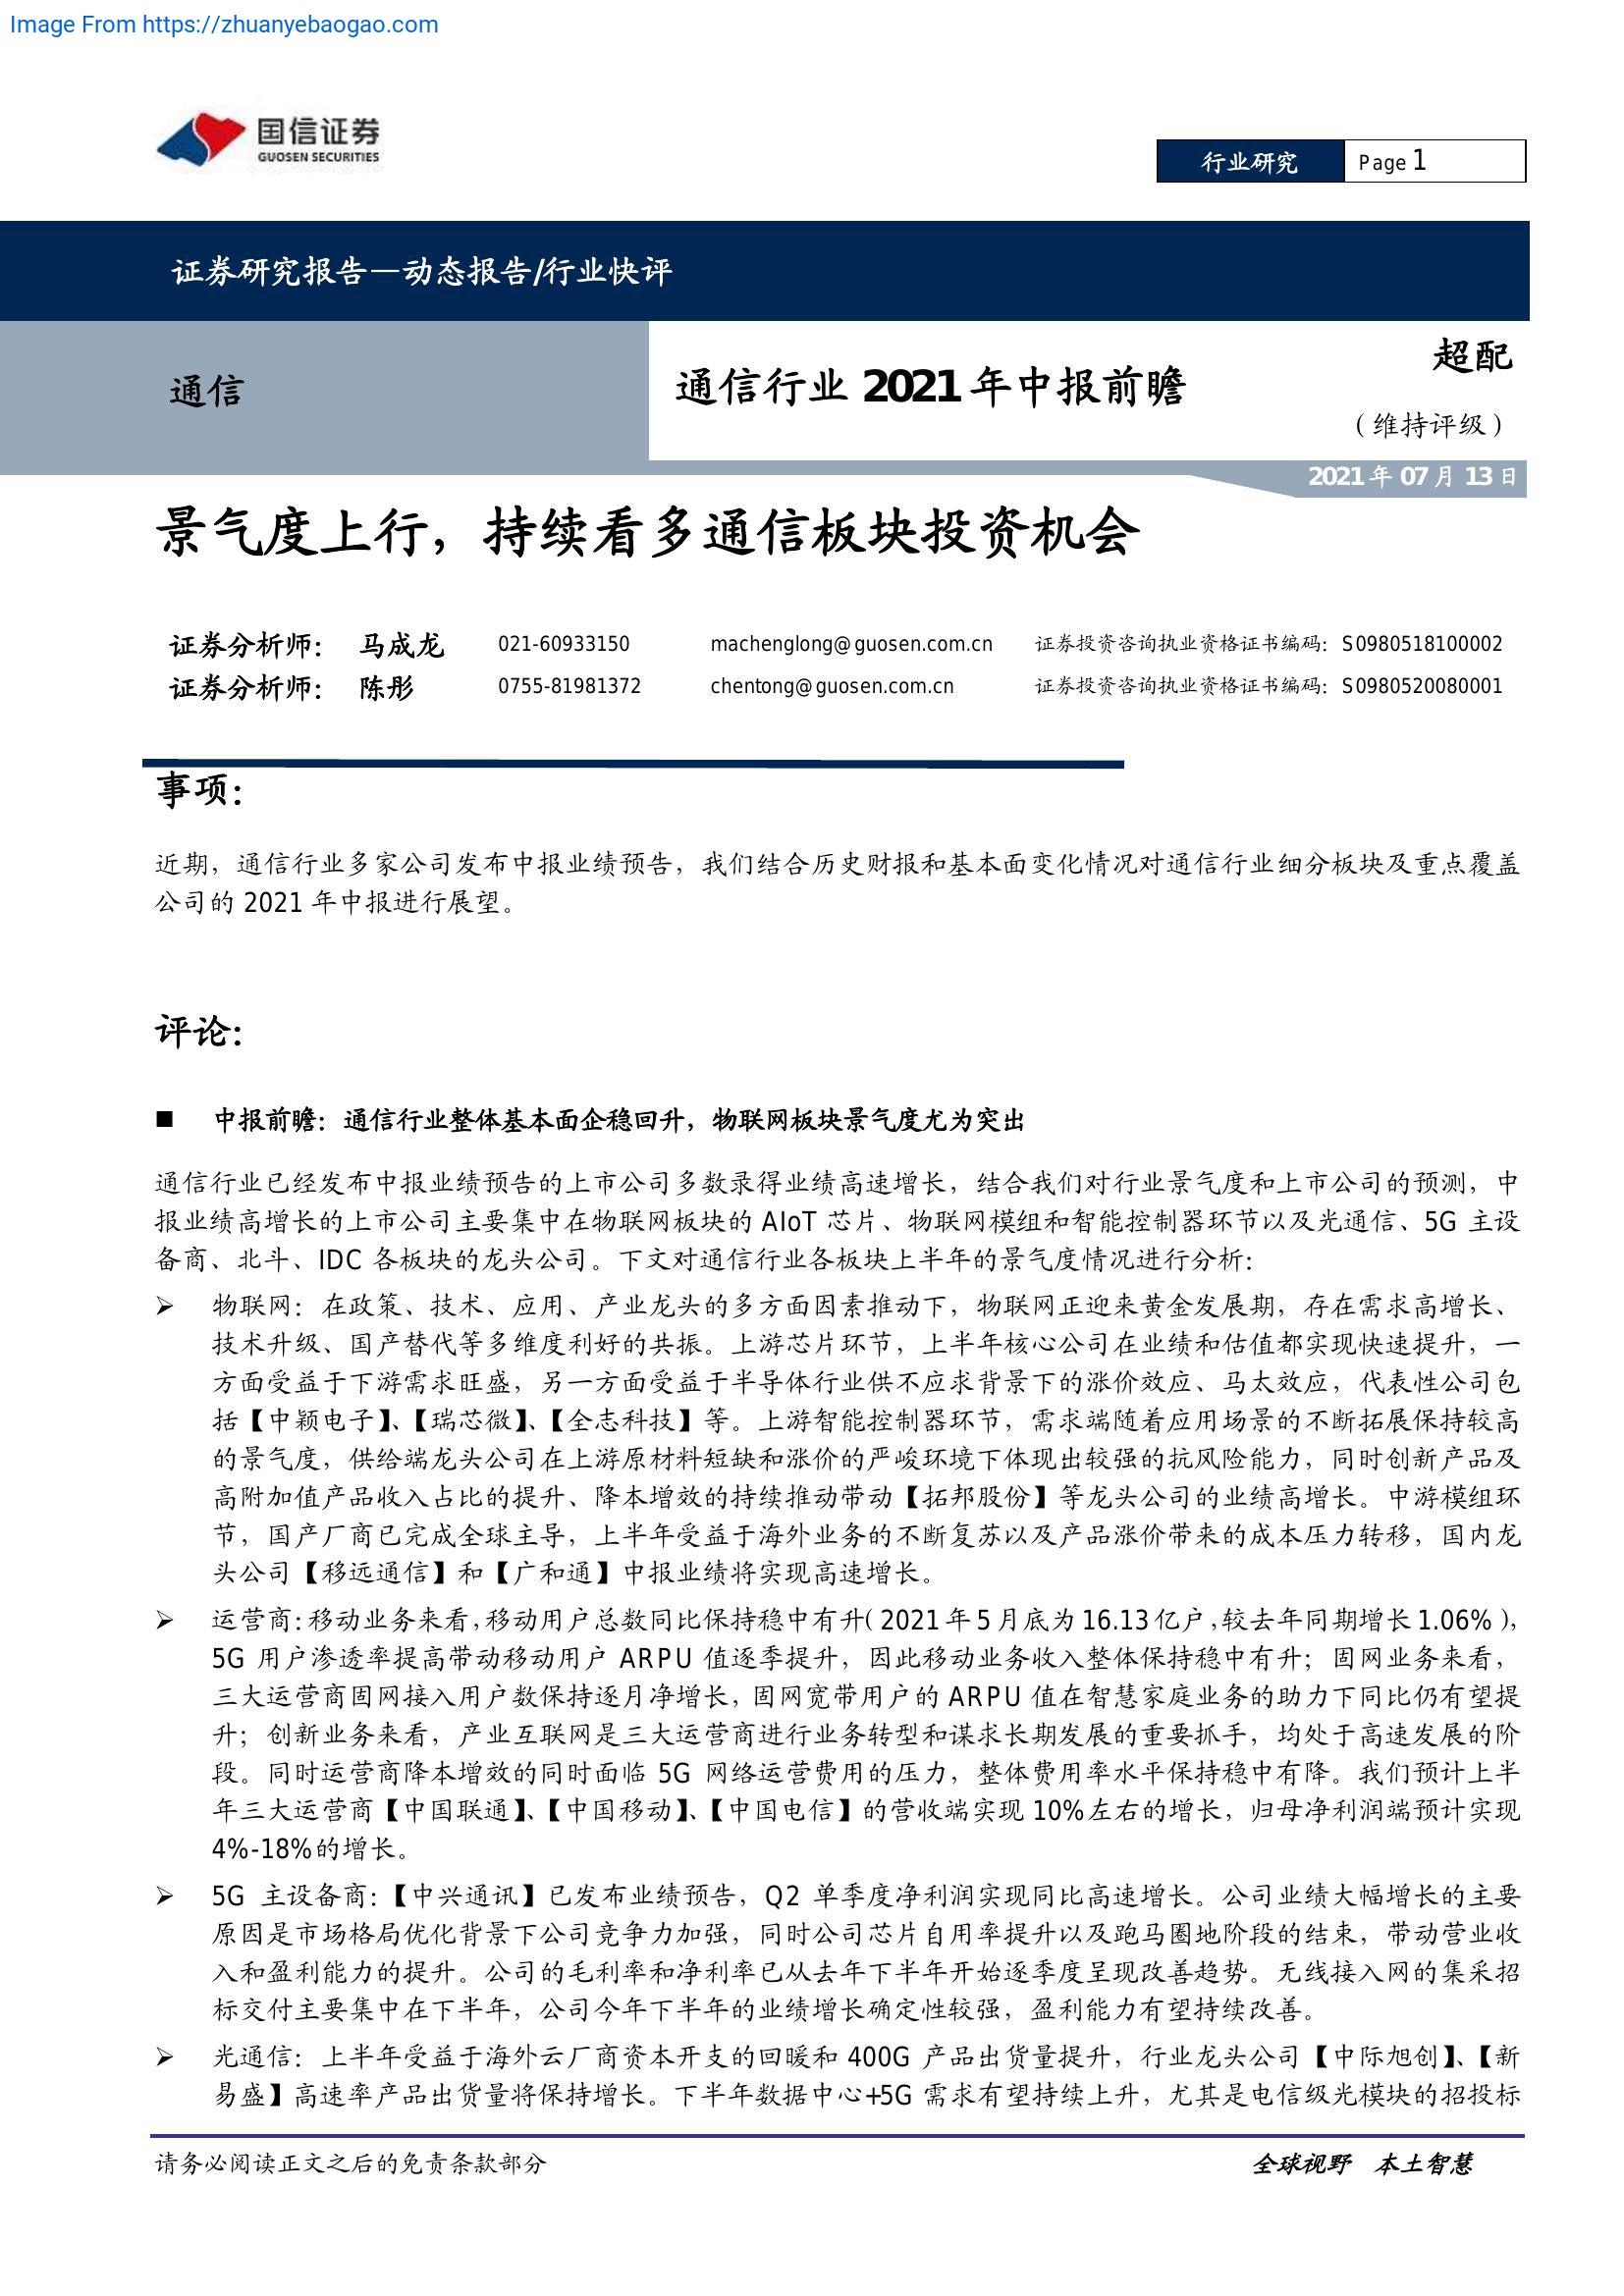 Image From https://zhuanyebaogao.com
国信证券
GUOSEN SECURITIES
行业研究 Page 1
证券研究报告—动态报告/行业快评
通信
通信行业 2021 年中报前瞻
超配
（维持评级）
2021 年 07 月 13 日
景气度上行，持续看多通信板块投资机会
证券分析师： 马成龙 021-60933150 machenglong@guosen.com.cn 证券投资咨询执业资格证书编码：S0980518100002
证券分析师： 陈彤 0755-81981372 chentong@guosen.com.cn 证券投资咨询执业资格证书编码：S0980520080001
事项：
近期，通信行业多家公司发布中报业绩预告，我们结合历史财报和基本面变化情况对通信行业细分板块及重点覆盖
公司的 2021 年中报进行展望。
评论：
■ 中报前瞻：通信行业整体基本面企稳回升，物联网板块景气度尤为突出
通信行业已经发布中报业绩预告的上市公司多数录得业绩高速增长，结合我们对行业景气度和上市公司的预测，中
报业绩高增长的上市公司主要集中在物联网板块的 AIoT 芯片、物联网模组和智能控制器环节以及光通信、5G 主设
备商、北斗、IDC 各板块的龙头公司。下文对通信行业各板块上半年的景气度情况进行分析：
➢ 物联网：在政策、技术、应用、产业龙头的多方面因素推动下，物联网正迎来黄金发展期，存在需求高增长、
技术升级、国产替代等多维度利好的共振。上游芯片环节，上半年核心公司在业绩和估值都实现快速提升，一
方面受益于下游需求旺盛，另一方面受益于半导体行业供不应求背景下的涨价效应、马太效应，代表性公司包
括【中颖电子】、【瑞芯微】、【全志科技】等。上游智能控制器环节，需求端随着应用场景的不断拓展保持较高
的景气度，供给端龙头公司在上游原材料短缺和涨价的严峻环境下体现出较强的抗风险能力，同时创新产品及
高附加值产品收入占比的提升、降本增效的持续推动带动【拓邦股份】等龙头公司的业绩高增长。中游模组环
节，国产厂商已完成全球主导，上半年受益于海外业务的不断复苏以及产品涨价带来的成本压力转移，国内龙
头公司【移远通信】和【广和通】中报业绩将实现高速增长。
➢ 运营商：移动业务来看，移动用户总数同比保持稳中有升（2021 年 5 月底为 16.13 亿户，较去年同期增长 1.06%），
5G 用户渗透率提高带动移动用户 ARPU 值逐季提升，因此移动业务收入整体保持稳中有升；固网业务来看，
三大运营商固网接入用户数保持逐月净增长，固网宽带用户的 ARPU 值在智慧家庭业务的助力下同比仍有望提
升；创新业务来看，产业互联网是三大运营商进行业务转型和谋求长期发展的重要抓手，均处于高速发展的阶
段。同时运营商降本增效的同时面临 5G 网络运营费用的压力，整体费用率水平保持稳中有降。我们预计上半
年三大运营商【中国联通】、【中国移动】、【中国电信】的营收端实现 10%左右的增长，归母净利润端预计实现
4%-18%的增长。
➢ 5G 主设备商：【中兴通讯】已发布业绩预告，Q2 单季度净利润实现同比高速增长。公司业绩大幅增长的主要
原因是市场格局优化背景下公司竞争力加强，同时公司芯片自用率提升以及跑马圈地阶段的结束，带动营业收
入和盈利能力的提升。公司的毛利率和净利率已从去年下半年开始逐季度呈现改善趋势。无线接入网的集采招
标交付主要集中在下半年，公司今年下半年的业绩增长确定性较强，盈利能力有望持续改善。
➢ 光通信：上半年受益于海外云厂商资本开支的回暖和 400G 产品出货量提升，行业龙头公司【中际旭创】、【新
易盛】高速率产品出货量将保持增长。下半年数据中心+5G 需求有望持续上升，尤其是电信级光模块的招投标
请务必阅读正文之后的免责条款部分
全球视野 本土智慧